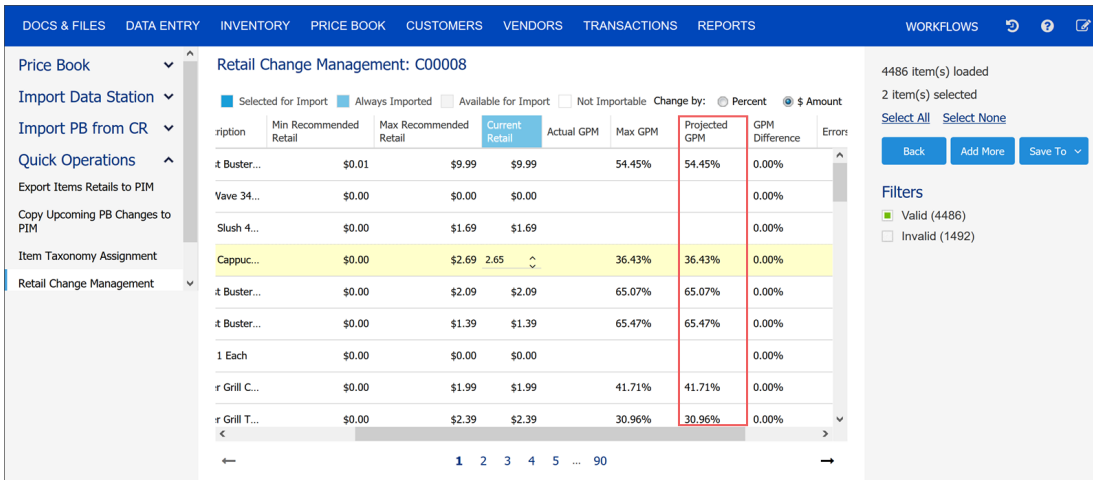 DOCS & FILES DATA ENTRY INVENTORY PRICE BOOK CUSTOMERS VENDORS TRANSACTIONS REPORTS WORKFLOWS
Price Book
Import Data Station
Import PB from CR
Quick Operations
Export Items Retails to PIM
Copy Upcoming PB Changes to
PIM
Item Taxonomy Assignment
Retail Change Management
Retail Change Management: C00008
Selected for Import Always Imported Available for Import Not Importable Change by: Percent $ Amount
ription Min Recommended Retail Max Recommended Retail Current Retail Actual GPM Max GPM Projected GPM GPM Difference Errors
st Buster... $0.01 $9.99 $9.99 54.45% 54.45% 0.00%
Wave 34... $0.00 $0.00 $0.00 0.00%
Slush 4... $0.00 $1.69 $1.69 0.00%
Cappuc... $0.00 $2.69 2.65 36.43% 36.43% 0.00%
st Buster... $0.00 $2.09 $2.09 65.07% 65.07% 0.00%
st Buster... $0.00 $1.39 $1.39 65.47% 65.47% 0.00%
1 Each $0.00 $0.00 $0.00 0.00%
er Grill C... $0.00 $1.99 $1.99 41.71% 41.71% 0.00%
er Grill T... $0.00 $2.39 $2.39 30.96% 30.96% 0.00%
1 2 3 4 5 ... 90
4486 item(s) loaded
2 item(s) selected
Select All Select None
Back Add More Save To
Filters
Valid (4486)
Invalid (1492)